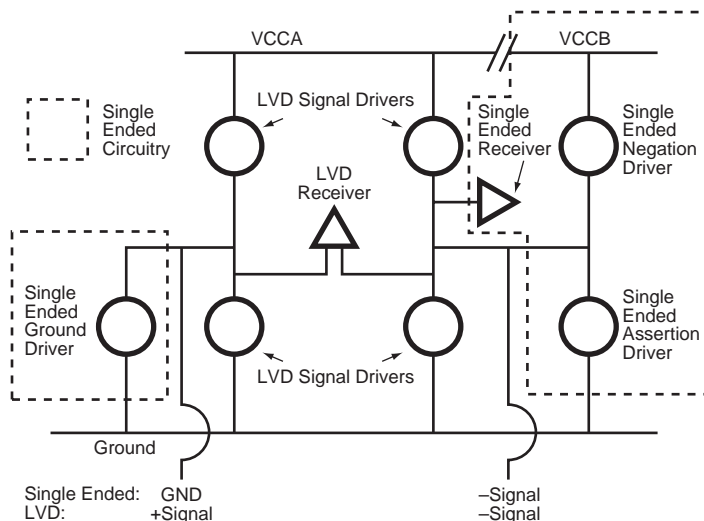 VCCA
VCCB
Single
Ended
Circuitry
LVD Signal Drivers
Single
Ended
Receiver
Single
Ended
Negation
Driver
LVD
Receiver
Single
Ended
Ground
Driver
Single
Ended
Assertion
Driver
LVD Signal Drivers
Ground
Single Ended: GND –Signal
LVD: +Signal –Signal